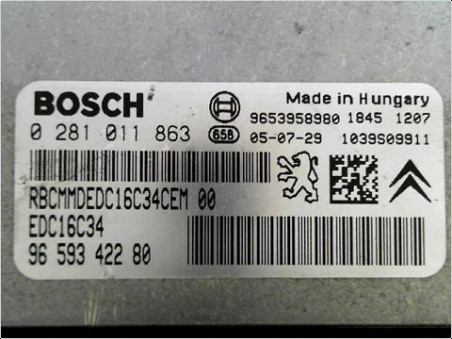 BOSCH
Made in Hungary
9653958980 1845 1207
0 281 011 863 658 05-07-29 1039S09911
RBCMMDEDC16C34CEM 00
EDC16C34
96 593 422 80